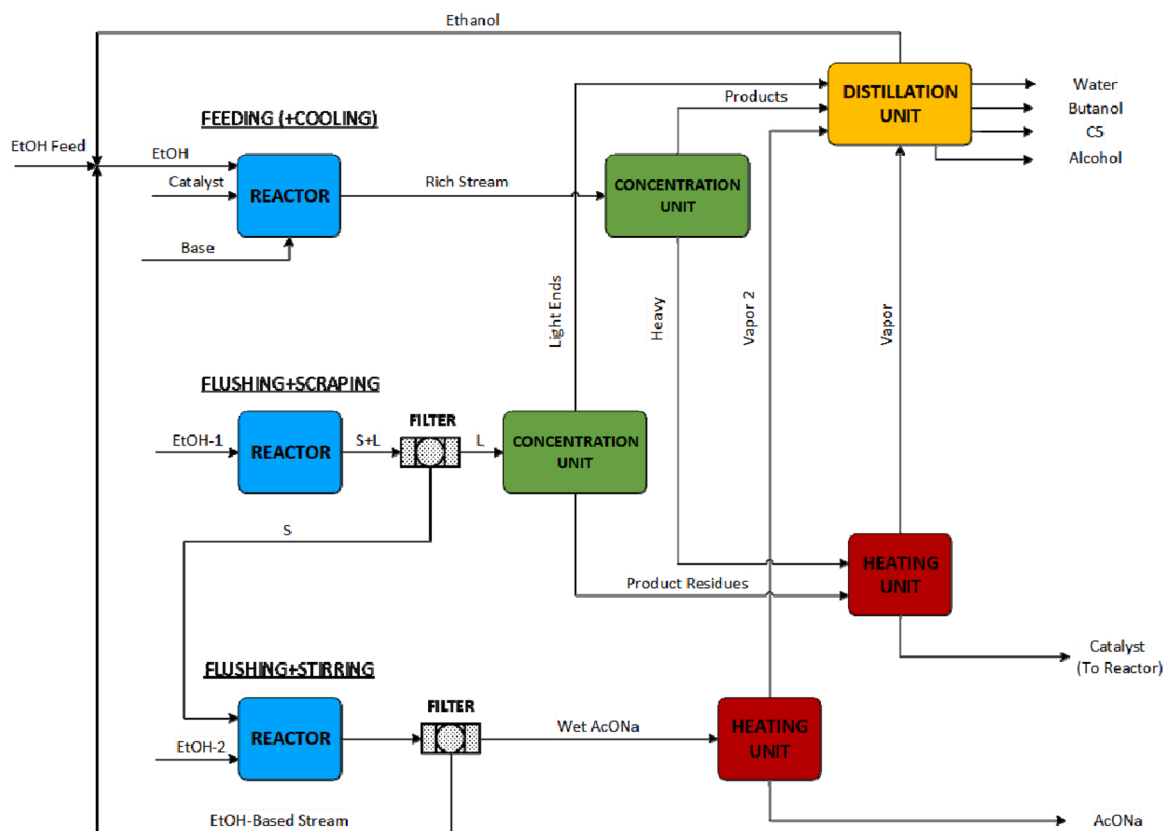 Ethanol
FEEDING (+COOLING)
Products
DISTILLATION
UNIT
Water
Butanol
C5
Alcohol
EtOH Feed
EtOH
Catalyst
REACTOR
Rich Stream
CONCENTRATION
UNIT
Base
Light Ends
Heavy
Vapor 2
Vapor
FLUSHING+SCRAPING
EtOH-1
REACTOR
S+L
FILTER
L
CONCENTRATION
UNIT
S
Product Residues
HEATING
UNIT
Catalyst
(To Reactor)
FLUSHING+STIRRING
EtOH-2
REACTOR
FILTER
Wet AcONa
HEATING
UNIT
EtOH-Based Stream
AcONa